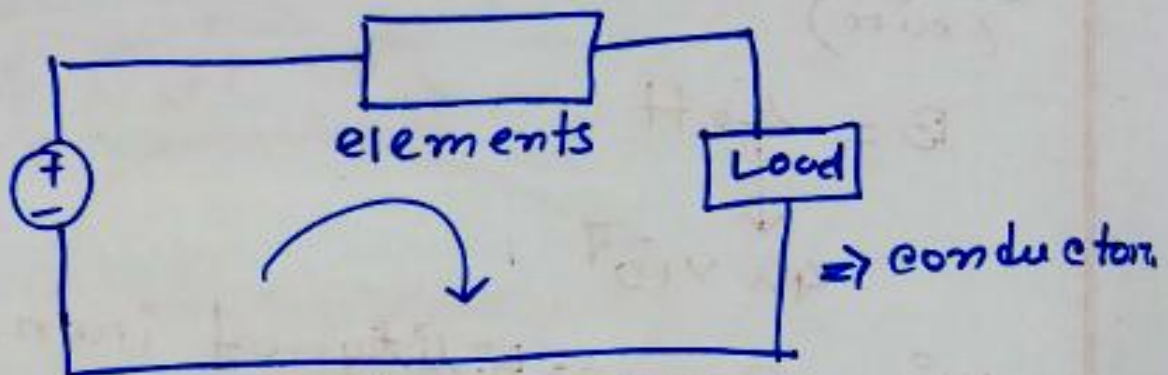 +
-
elements
Load
=> conductor.